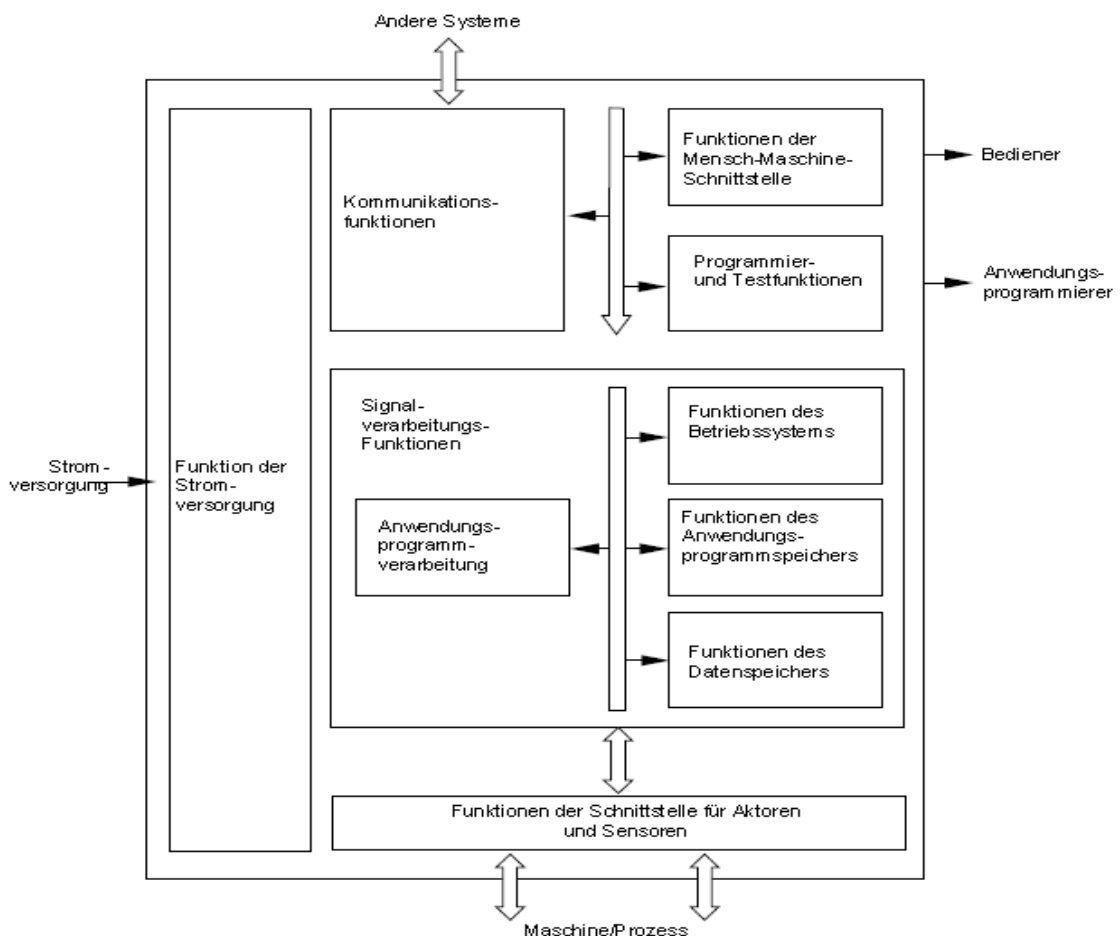 Andere Systeme
Funktionen der
Mensch-Maschine-
Schnittstelle
Bediener
Kommunikations-
funktionen
Programmier-
und Testfunktionen
Anwendungs-
programmierer
Signal-
verarbeitungs-
Funktionen
Funktionen des
Betriebssystems
Strom-
versorgung
Funktion der
Strom-
versorgung
Anwendungs-
programm-
verarbeitung
Funktionen des
Anwendungs-
programmspeichers
Funktionen des
Datenspeichers
Funktionen der Schnittstelle für Aktoren
und Sensoren
Maschine/Prozess